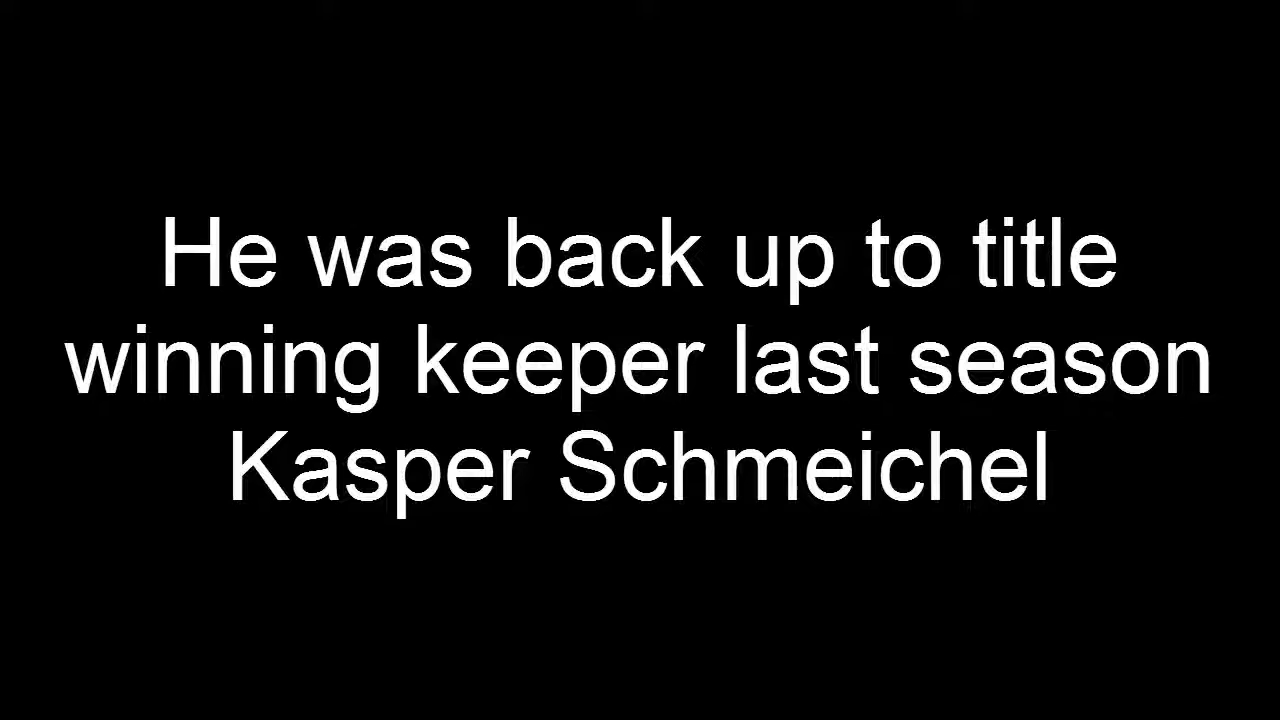 He was back up to title
winning keeper last season
Kasper Schmeichel